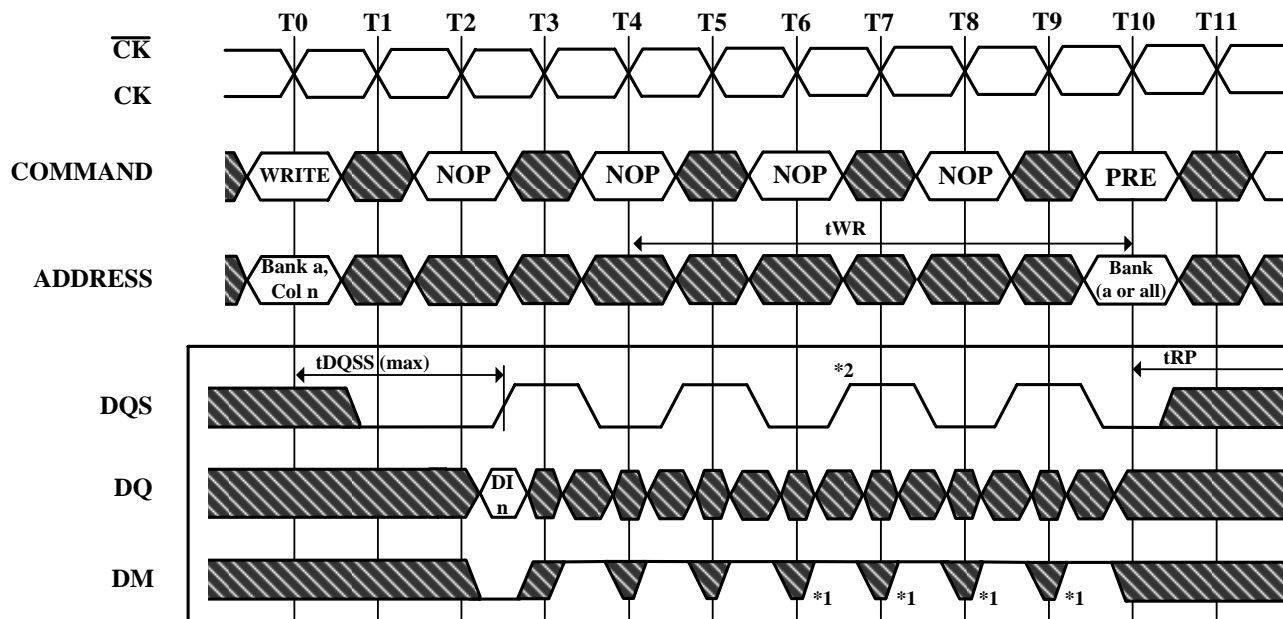 T0 T1 T2 T3 T4 T5 T6 T7 T8 T9 T10 T11
CK
CK
COMMAND WRITE NOP NOP NOP NOP PRE
tWR
ADDRESS Bank a, Col n Bank (a or all)
tDQSS (max) *2 tRP
DQS
DQ DI n
DM *1 *1 *1 *1